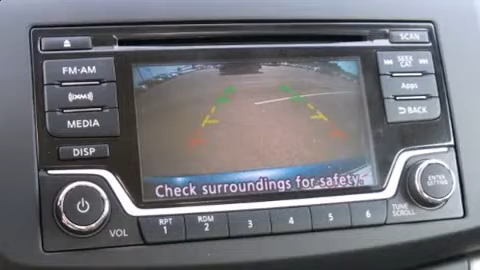 SCAN
FM·AM
SEEK
CAT
((XM))
Apps
MEDIA
BACK
DISP
Check surroundings for safety.
ENTER
SETTING
VOL
RPT
1
RDM
2
3
4
5
6
TUNE
SCROLL